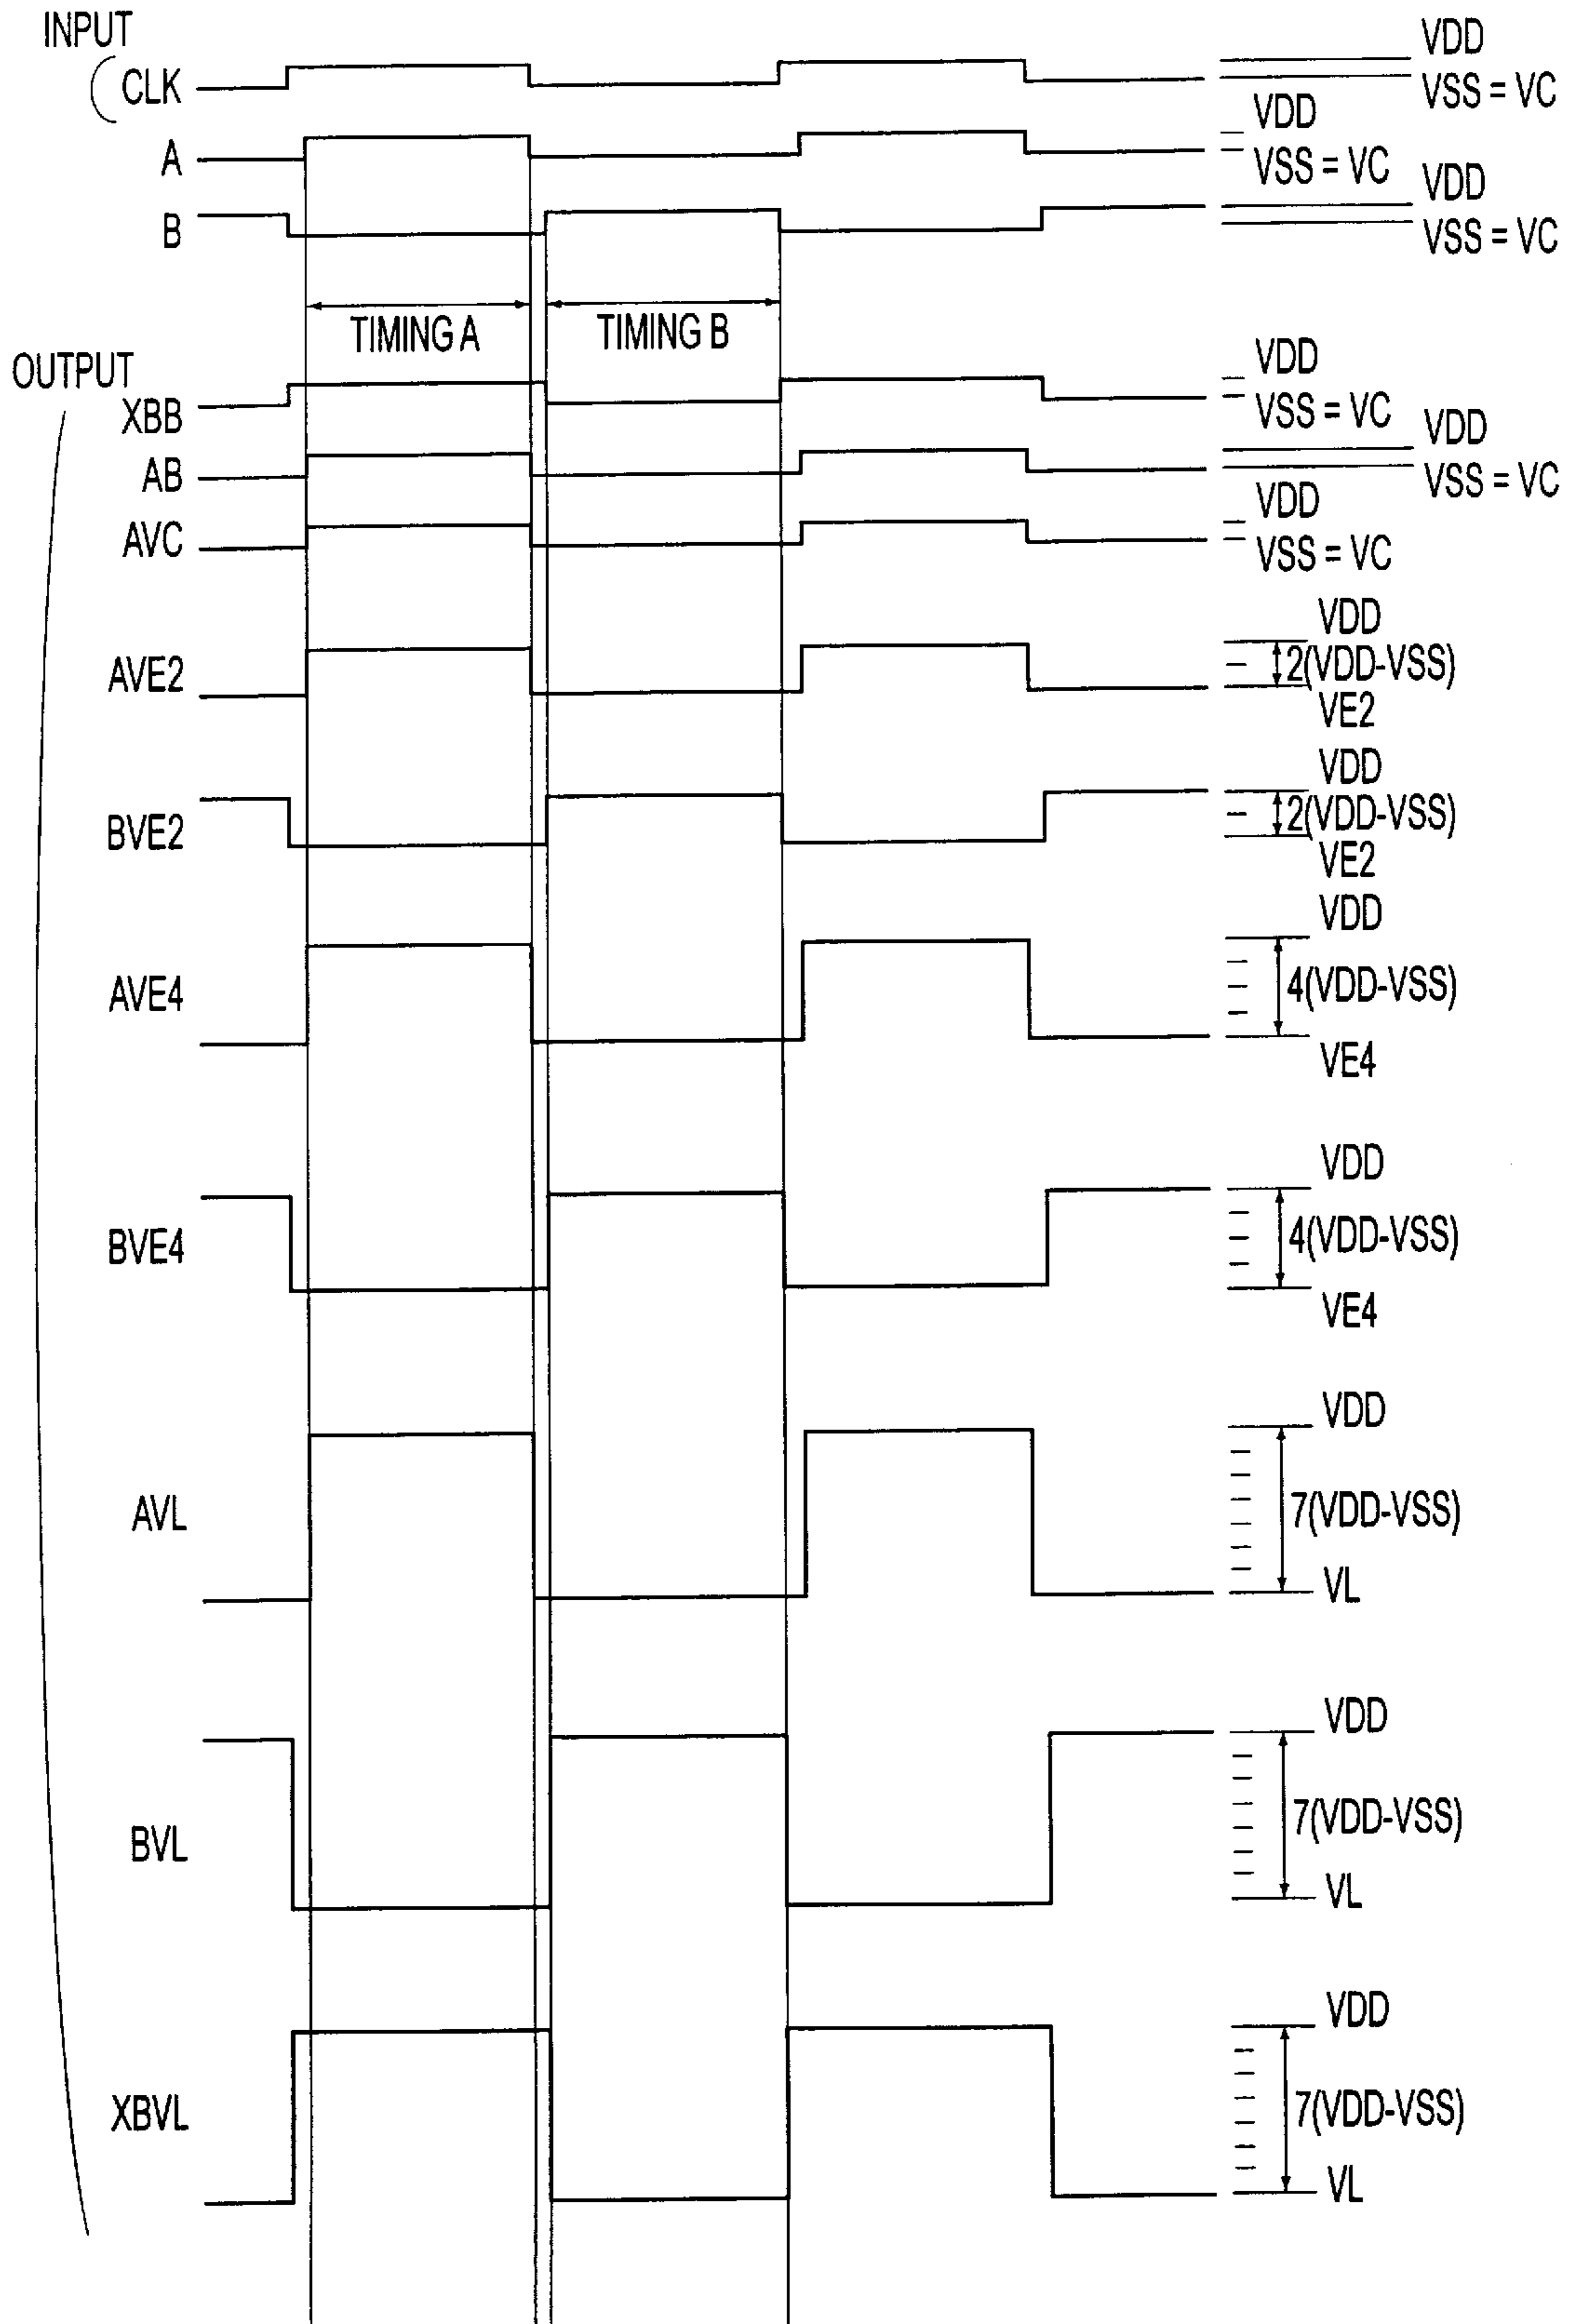 INPUT
CLK
VDD
VSS = VC
A
VDD
VSS = VC
B
VDD
VSS = VC
TIMING A
TIMING B
OUTPUT
XBB
VDD
VSS = VC
AB
VDD
VSS = VC
AVC
VDD
VSS = VC
AVE2
VDD
2(VDD-VSS)
VE2
BVE2
VDD
2(VDD-VSS)
VE2
AVE4
VDD
4(VDD-VSS)
VE4
BVE4
VDD
4(VDD-VSS)
VE4
AVL
VDD
7(VDD-VSS)
VL
BVL
VDD
7(VDD-VSS)
VL
XBVL
VDD
7(VDD-VSS)
VL